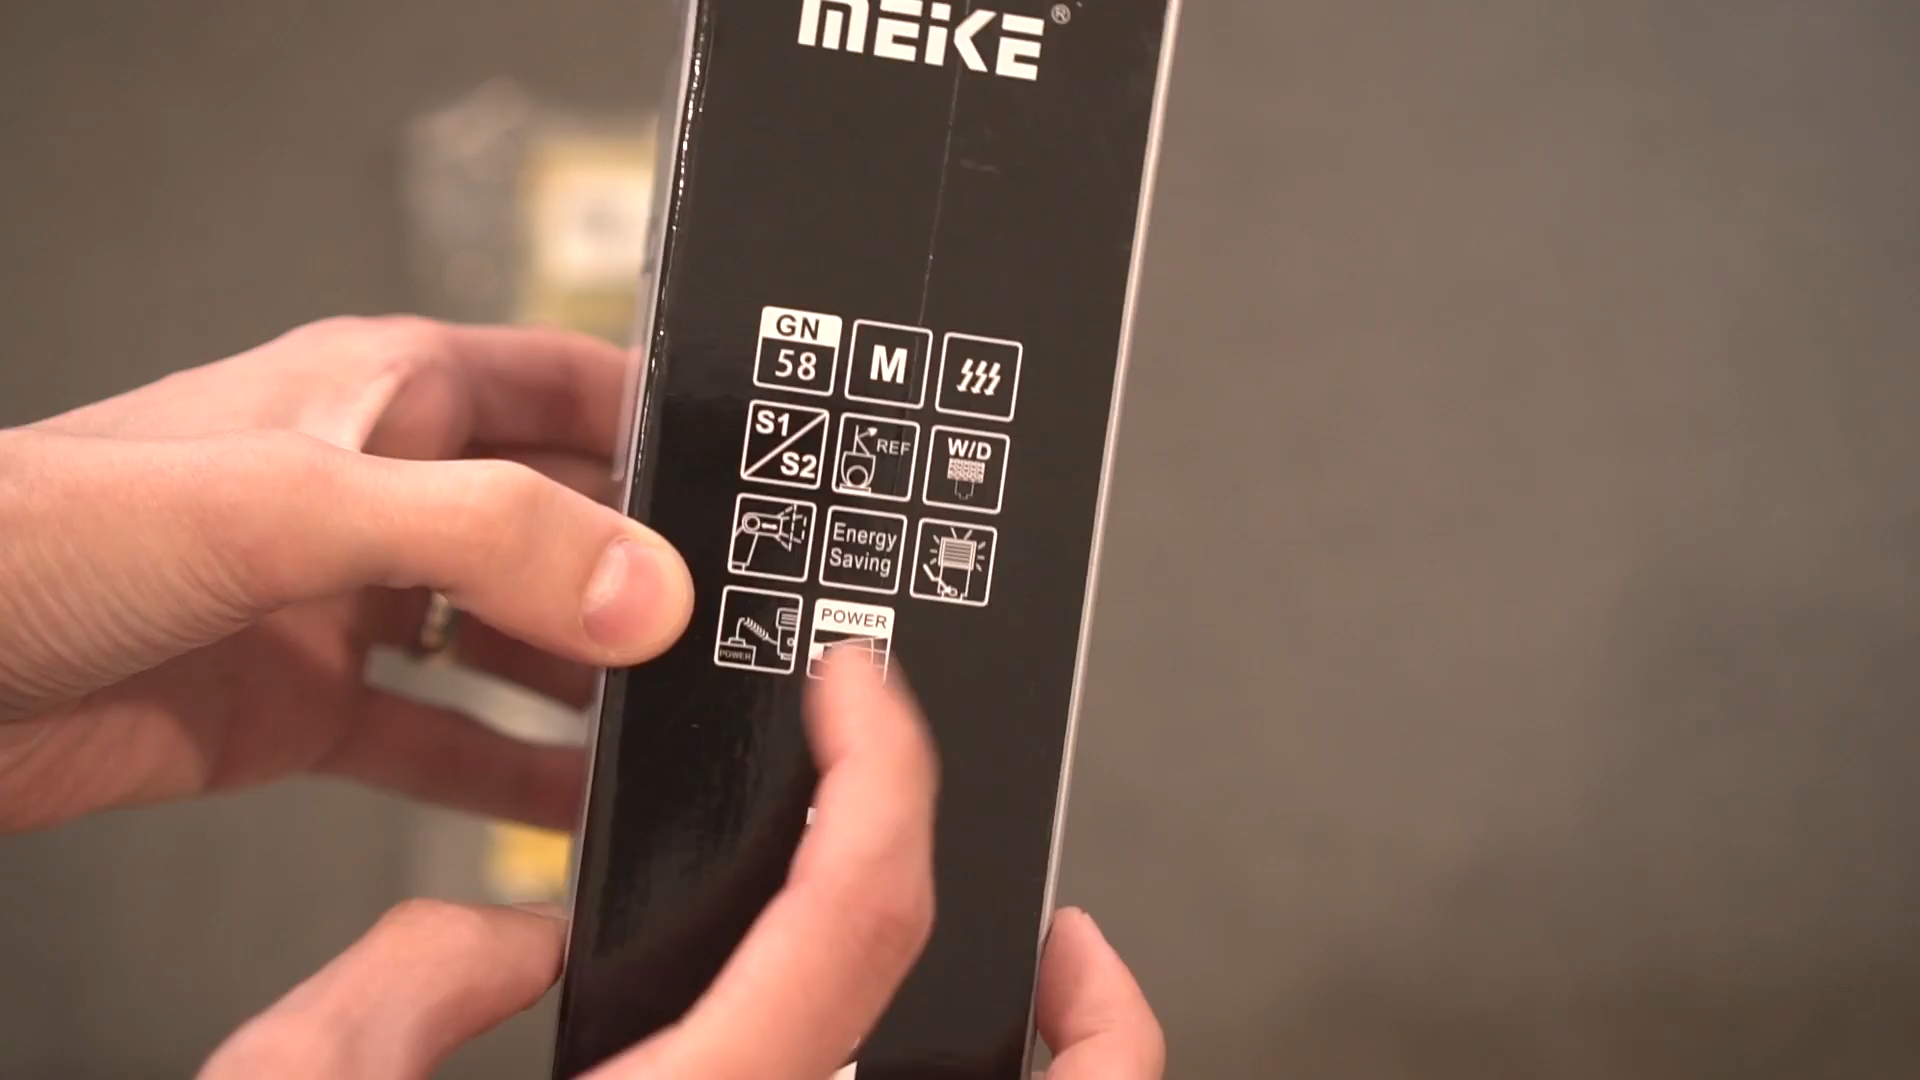 MEiKE®
GN
58
M
S1
S2
REF
W/D
Energy
Saving
POWER
POWER